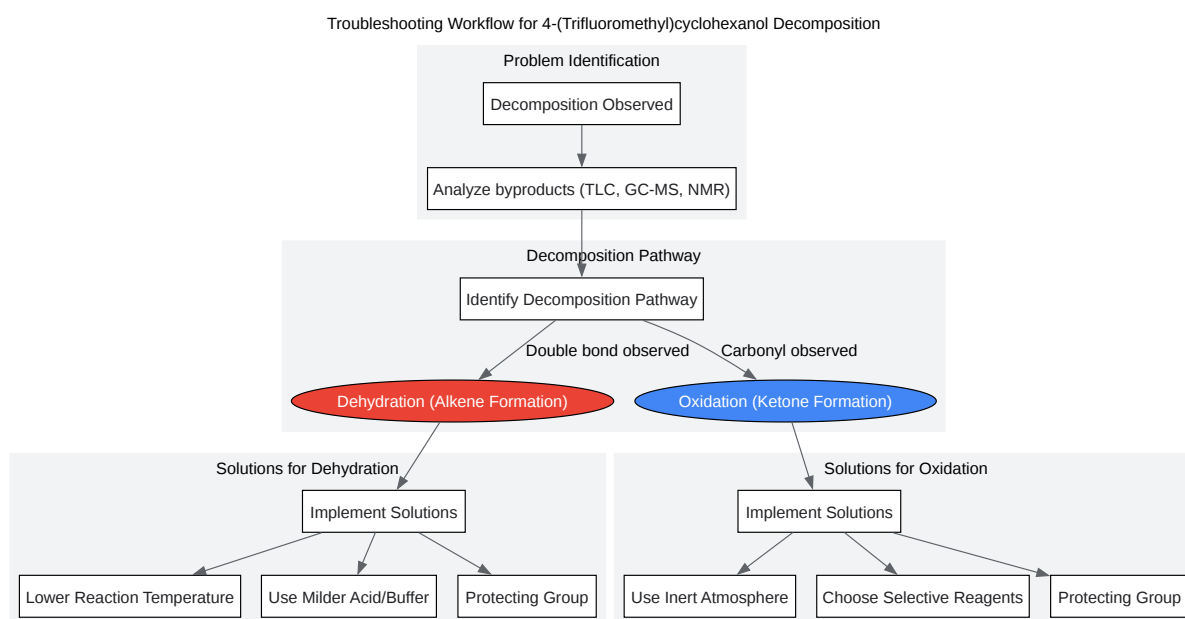 Troubleshooting Workflow for 4-(Trifluoromethyl)cyclohexanol Decomposition
Problem Identification
Decomposition Observed
Analyze byproducts (TLC, GC-MS, NMR)
Decomposition Pathway
Identify Decomposition Pathway
Double bond observed
Carbonyl observed
Dehydration (Alkene Formation)
Oxidation (Ketone Formation)
Solutions for Dehydration
Implement Solutions
Lower Reaction Temperature
Use Milder Acid/Buffer
Protecting Group
Solutions for Oxidation
Implement Solutions
Use Inert Atmosphere
Choose Selective Reagents
Protecting Group